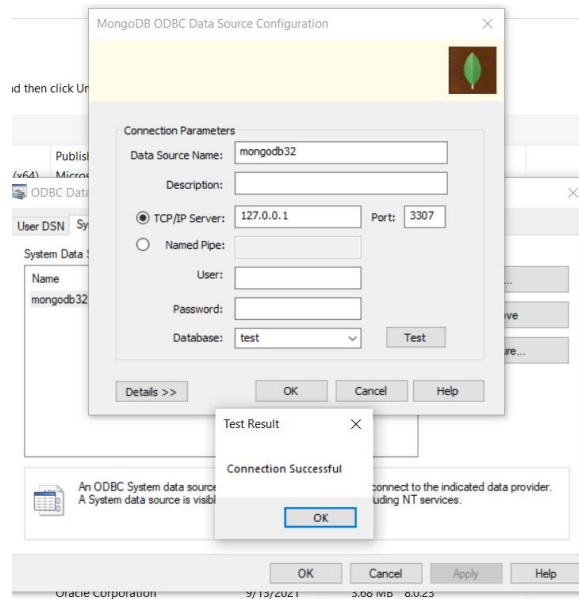 MongoDB ODBC Data Source Configuration
nd then click Un
Connection Parameters
Publis
Data Source Name: mongodb32
(x64)
ODBC Data
Description:
User DSN Sy
TCP/IP Server: 127.0.0.1 Port: 3307
Named Pipe:
System Data
Name
User:
mongodb32
Password:
ve
Database: test Test
ure...
Details >> OK Cancel Help
Test Result
Connection Successful
OK
An ODBC System data source connect to the indicated data provider.
A System data source is visibl uding NT services.
OK Cancel Apply Help
Oracle Corporation 9/13/2021 3.68 MB 8.0.23